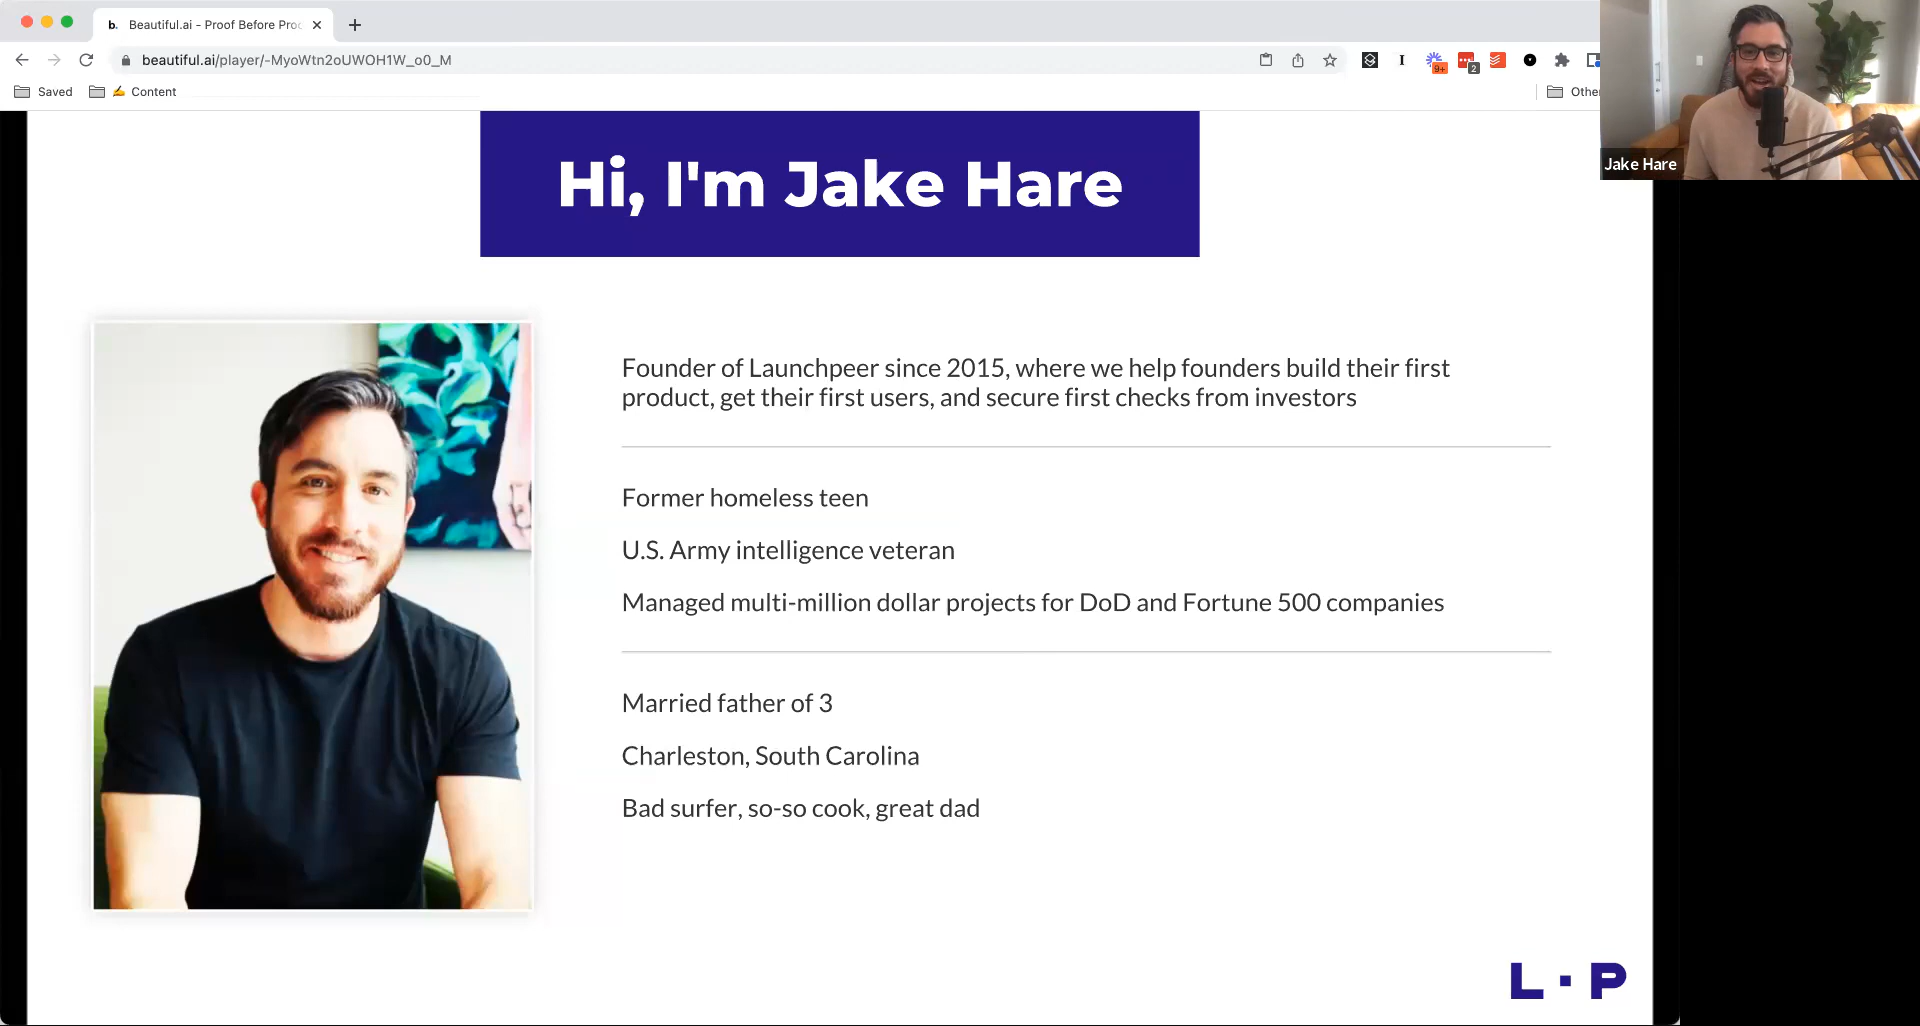 b. Beautiful.ai - Proof Before Proc
beautiful.ai/player/-MyoWtn2oUWOH1W_o0_M
I 9+ 2
Saved Content
Other
Jake Hare
Hi, I'm Jake Hare
Founder of Launchpeer since 2015, where we help founders build their first
product, get their first users, and secure first checks from investors
Former homeless teen
U.S. Army intelligence veteran
Managed multi-million dollar projects for DoD and Fortune 500 companies
Married father of 3
Charleston, South Carolina
Bad surfer, so-so cook, great dad
L·P